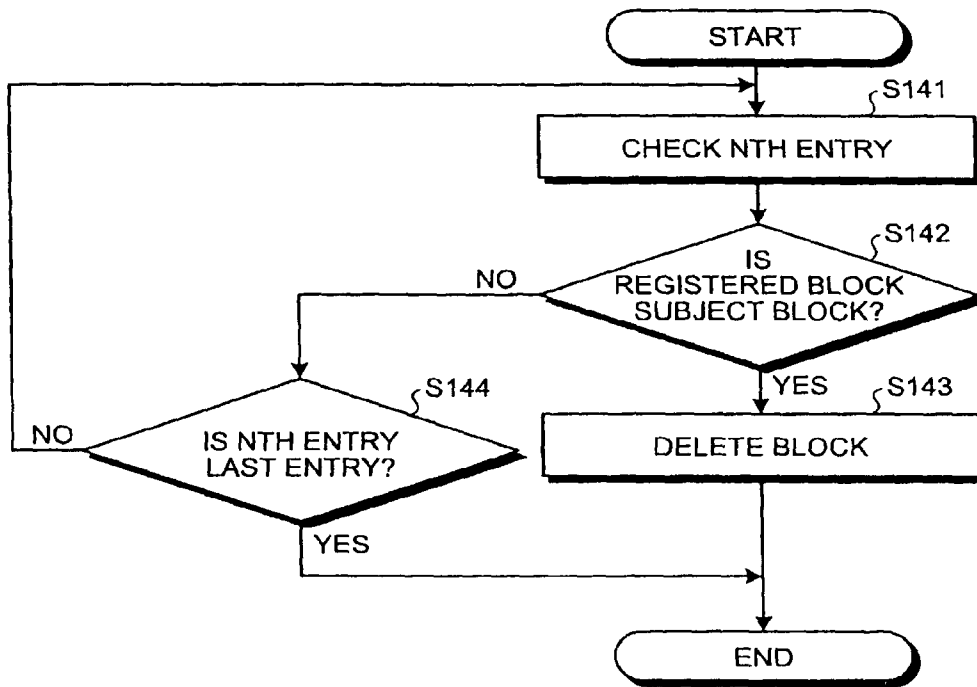 START
S141
CHECK NTH ENTRY
S142
IS
REGISTERED BLOCK
SUBJECT BLOCK?
NO
YES
S144
S143
NO
IS NTH ENTRY
LAST ENTRY?
DELETE BLOCK
YES
END